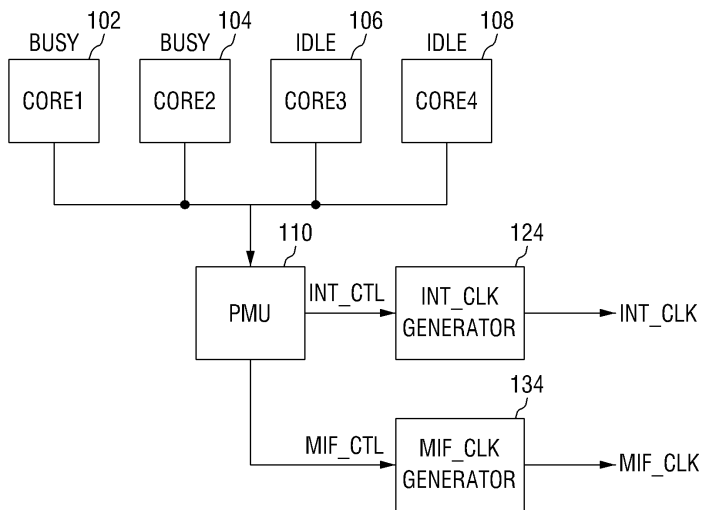 102 104 106 108
BUSY BUSY IDLE IDLE
CORE1 CORE2 CORE3 CORE4
110 124
PMU INT_CTL INT_CLK GENERATOR INT_CLK
134
MIF_CTL MIF_CLK GENERATOR MIF_CLK